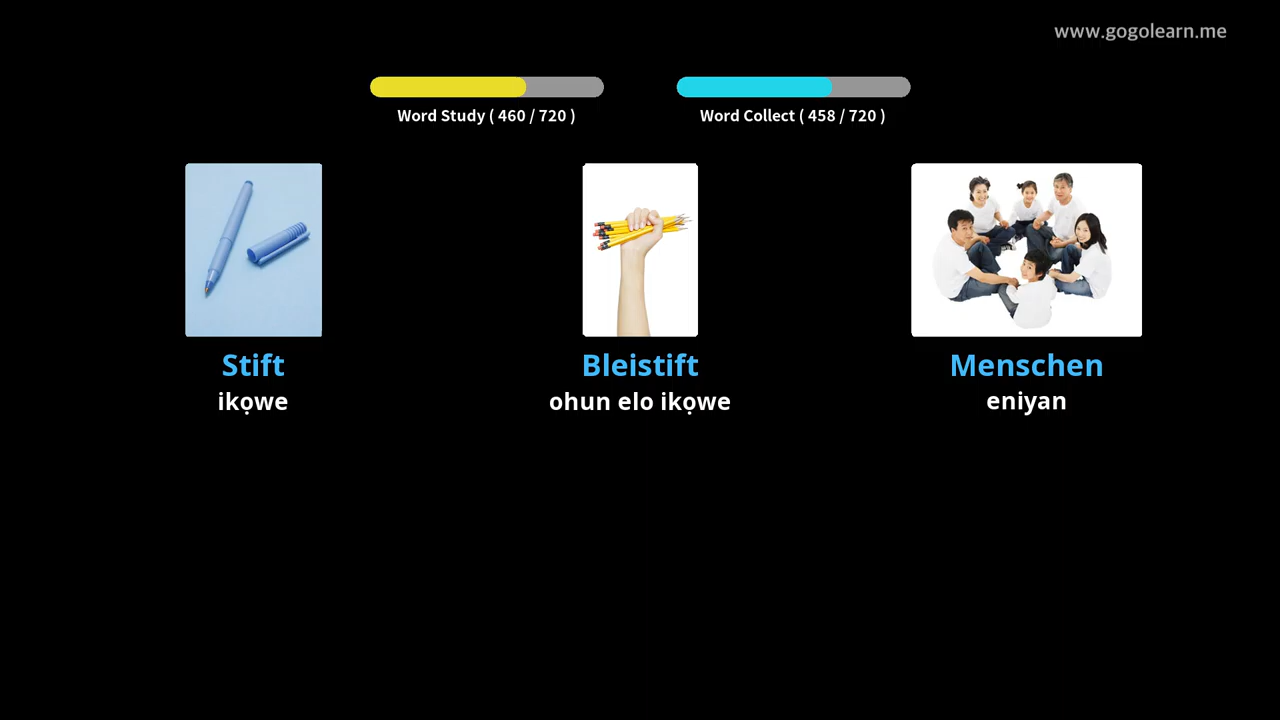 www.gogolearn.me
Word Study ( 460 / 720 )
Word Collect ( 458 / 720 )
Stift
ikọwe
Bleistift
ohun elo ikọwe
Menschen
eniyan